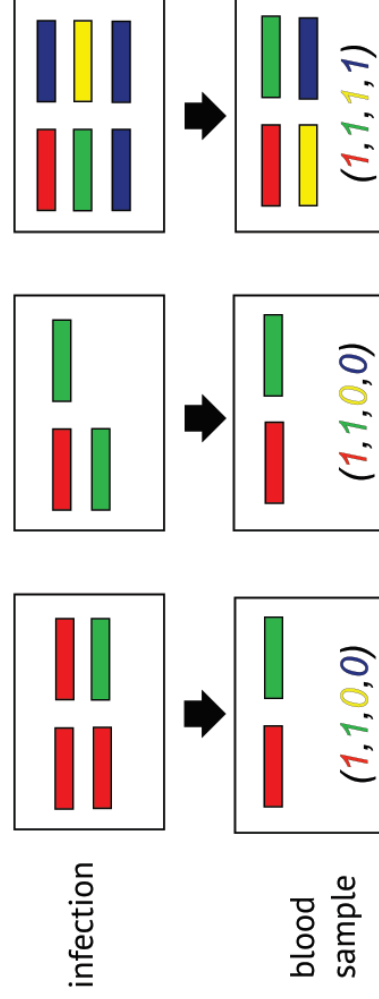 infection
blood
sample
(1,1,0,0)
(1,1,0,0)
(1,1,1,1)